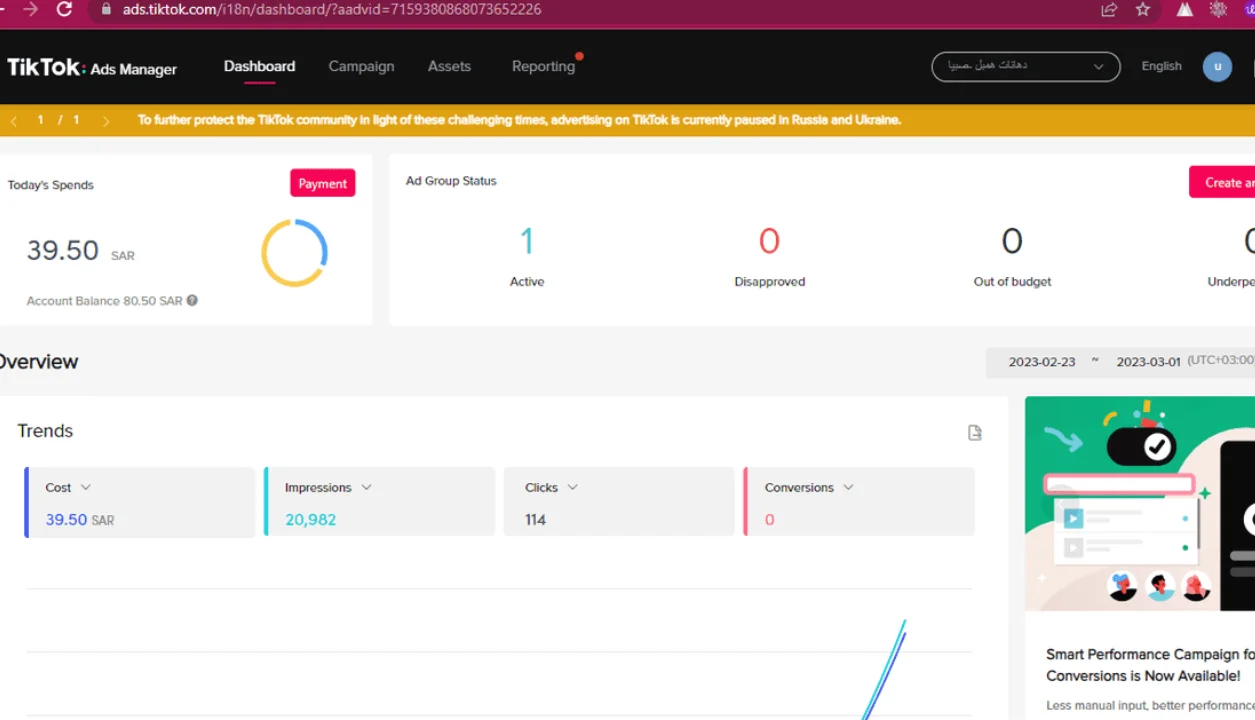 ads.tiktok.com/i18n/dashboard/?aadvid=7159380868073652226
TikTok: Ads Manager
Dashboard
Campaign
Assets
Reporting
English
u
1 / 1
To further protect the TikTok community in light of these challenging times, advertising on TikTok is currently paused in Russia and Ukraine.
Today's Spends
Payment
39.50 SAR
Account Balance 80.50 SAR
Ad Group Status
Create an
1
Active
0
Disapproved
0
Out of budget
0
Underpe
Overview
2023-02-23 ~ 2023-03-01 (UTC+03:00)
Trends
Cost
39.50 SAR
Impressions
20,982
Clicks
114
Conversions
0
Smart Performance Campaign fo
Conversions is Now Available!
Less manual input, better performance